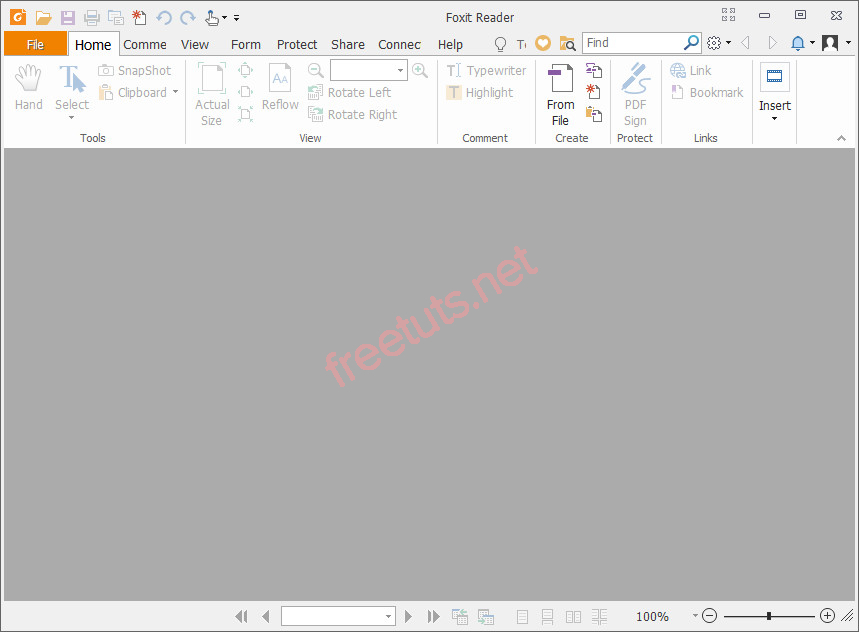 Foxit Reader
File Home Comme View Form Protect Share Connec Help Find
Hand Select SnapShot Clipboard
Tools
Actual Size Reflow Rotate Left Rotate Right
View
Typewriter Highlight
Comment
From File
Create
PDF Sign
Protect
Link Bookmark
Links
Insert
freetuts.net
100%